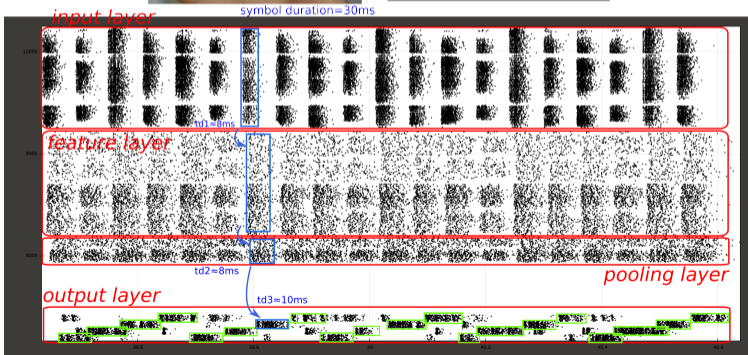 input layer
symbol duration=30ms
td1≈8ms
feature layer
td2≈8ms
pooling layer
output layer
td3≈10ms